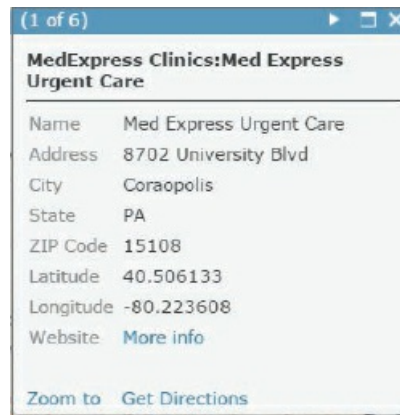 (1 of 6)
MedExpress Clinics:Med Express
Urgent Care
Name Med Express Urgent Care
Address 8702 University Blvd
City Coraopolis
State PA
ZIP Code 15108
Latitude 40.506133
Longitude -80.223608
Website More info
Zoom to Get Directions